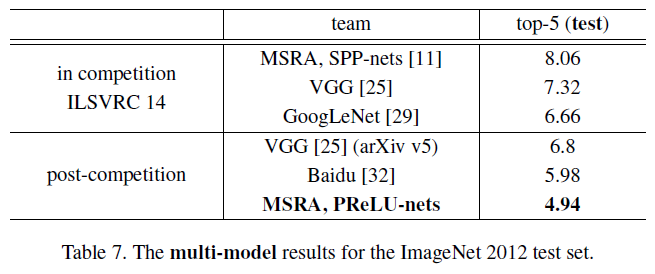 team top-5 (test)
in competition
ILSVRC 14
MSRA, SPP-nets [11] 8.06
VGG [25] 7.32
GoogLeNet [29] 6.66
post-competition
VGG [25] (arXiv v5) 6.8
Baidu [32] 5.98
MSRA, PReLU-nets 4.94
Table 7. The multi-model results for the ImageNet 2012 test set.